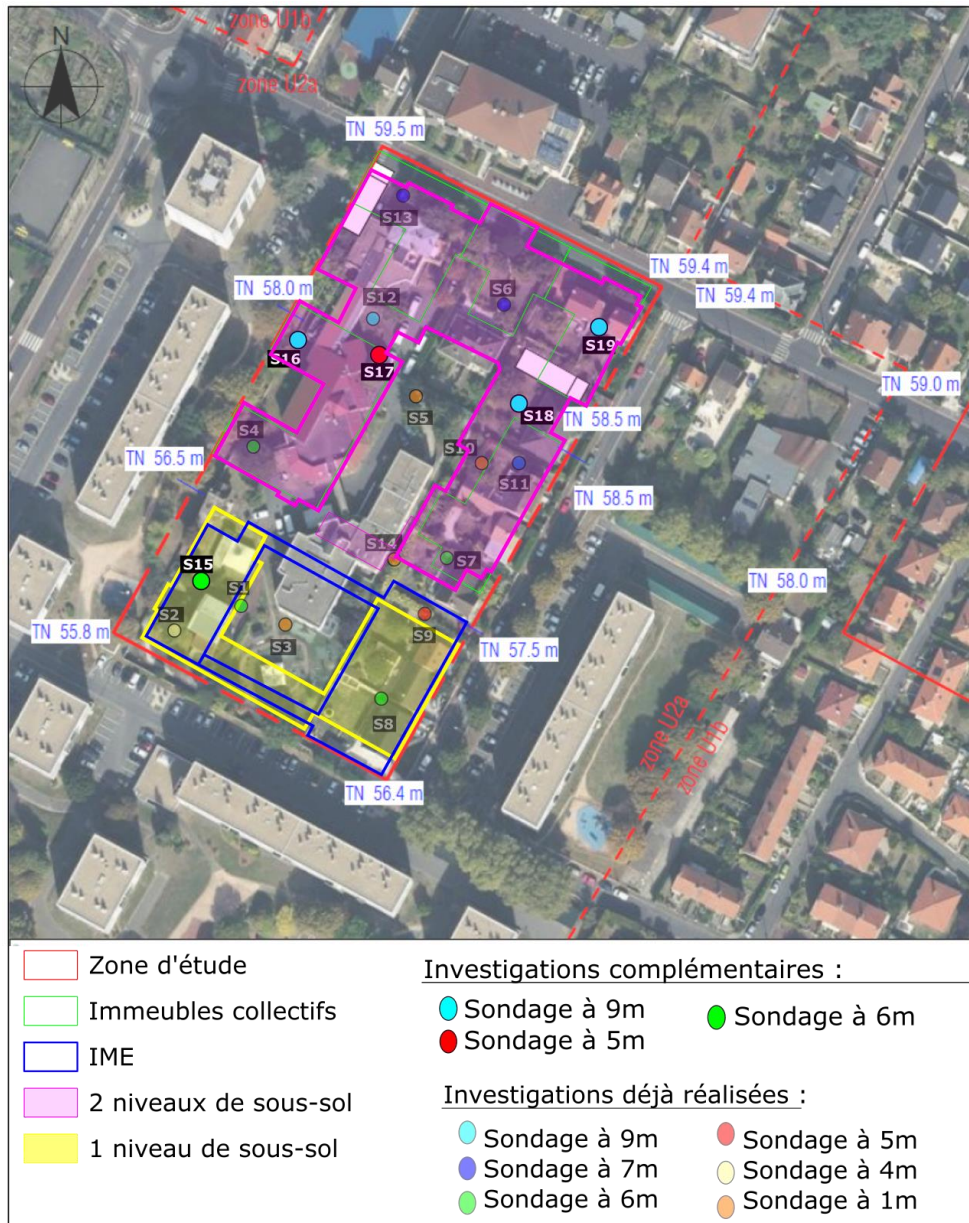 zone U1b
N
zone U2a
TN 59.5 m
S13
TN 59.4 m
TN 58.0 m
TN 59.4 m
S6
S12
S19
S16
S17
TN 59.0 m
S5
S18
TN 58.5 m
S4
S10
TN 56.5 m
S11
TN 58.5 m
S14
S7
TN 58.0 m
S15
S1
S2
S3
S9
TN 55.8 m
TN 57.5 m
S8
zone U2a
zone U1b
TN 56.4 m
Zone d'étude
Immeubles collectifs
IME
2 niveaux de sous-sol
1 niveau de sous-sol
Investigations complémentaires :
Sondage à 9m
Sondage à 6m
Sondage à 5m
Investigations déjà réalisées :
Sondage à 9m
Sondage à 5m
Sondage à 7m
Sondage à 4m
Sondage à 6m
Sondage à 1m